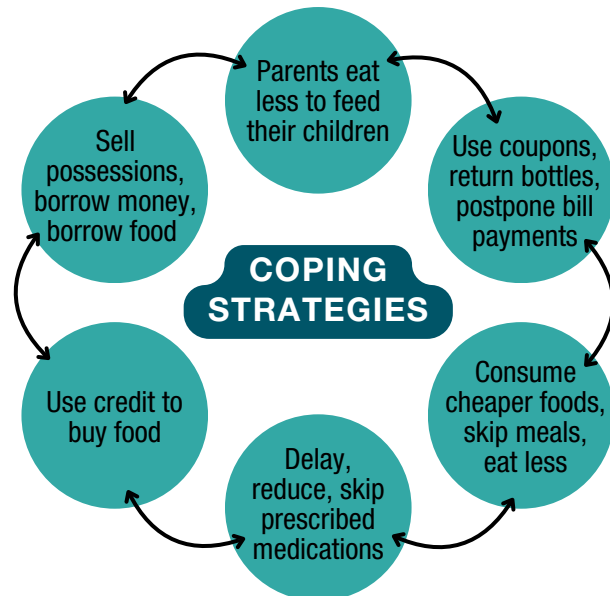 Parents eat
less to feed
their children
Use coupons,
return bottles,
postpone bill
payments
Consume
cheaper foods,
skip meals,
eat less
Delay,
reduce, skip
prescribed
medications
Use credit to
buy food
Sell
possessions,
borrow money,
borrow food
COPING
STRATEGIES